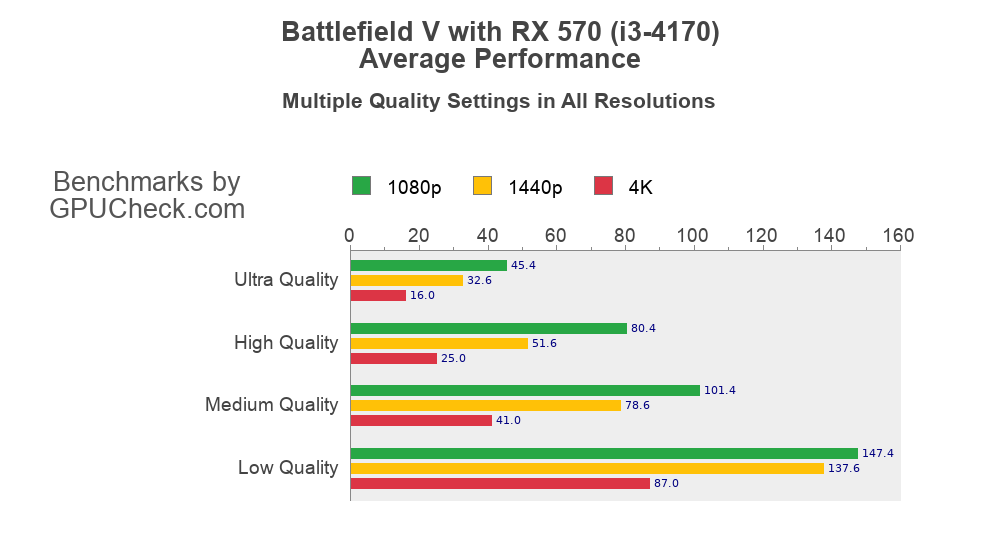 Battlefield V with RX 570 (i3-4170)
Average Performance
Multiple Quality Settings in All Resolutions
Benchmarks by
GPUCheck.com
1080p 1440p 4K
0 20 40 60 80 100 120 140 160
Ultra Quality
45.4
32.6
16.0
High Quality
80.4
51.6
25.0
Medium Quality
101.4
78.6
41.0
Low Quality
147.4
137.6
87.0